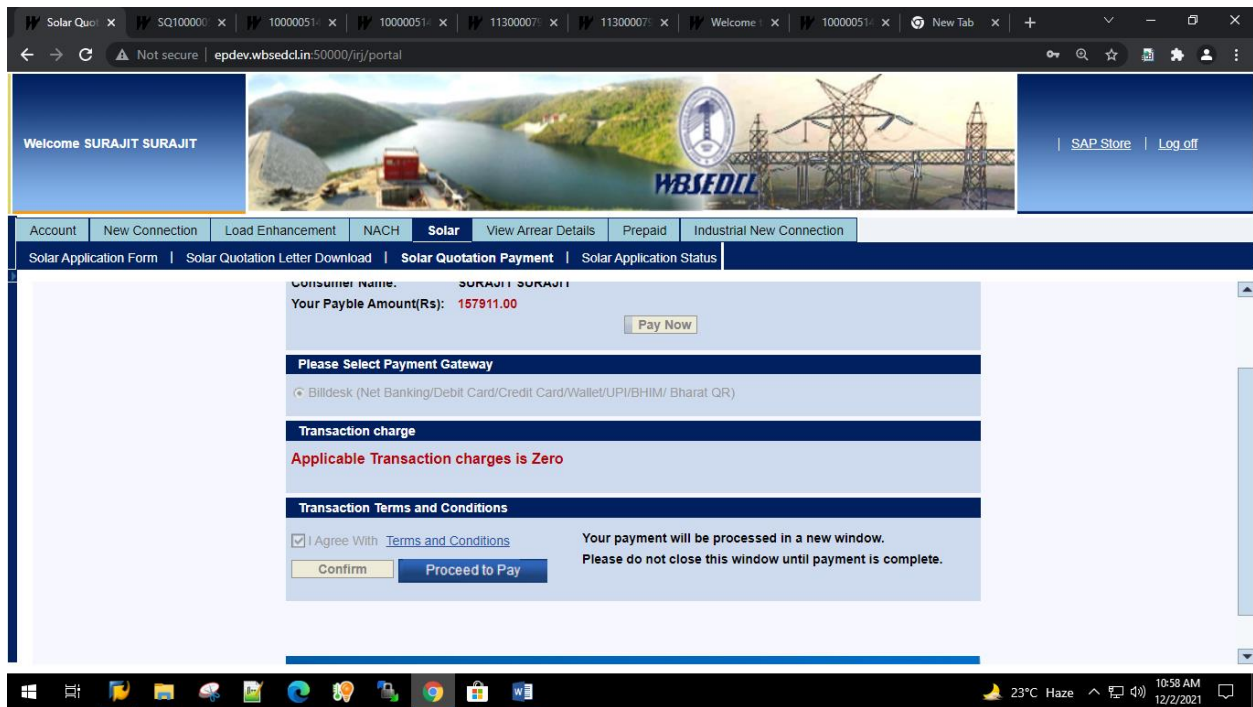 Solar Quot SQ100000 100000514 100000514 11300007 11300007 Welcome 100000514 New Tab
Not secure | epdev.wbsedcl.in:50000/irj/portal
Welcome SURAJIT SURAJIT
WBSEDCL
| SAP Store | Log off
Account New Connection Load Enhancement NACH Solar View Arrear Details Prepaid Industrial New Connection
Solar Application Form | Solar Quotation Letter Download | Solar Quotation Payment | Solar Application Status
Consumer Name: SURAJIT SURAJIT
Your Payble Amount(Rs): 157911.00
Pay Now
Please Select Payment Gateway
Billdesk (Net Banking/Debit Card/Credit Card/Wallet/UPI/BHIM/ Bharat QR)
Transaction charge
Applicable Transaction charges is Zero
Transaction Terms and Conditions
I Agree With Terms and Conditions
Your payment will be processed in a new window.
Please do not close this window until payment is complete.
Confirm Proceed to Pay
23°C Haze
10:58 AM
12/2/2021